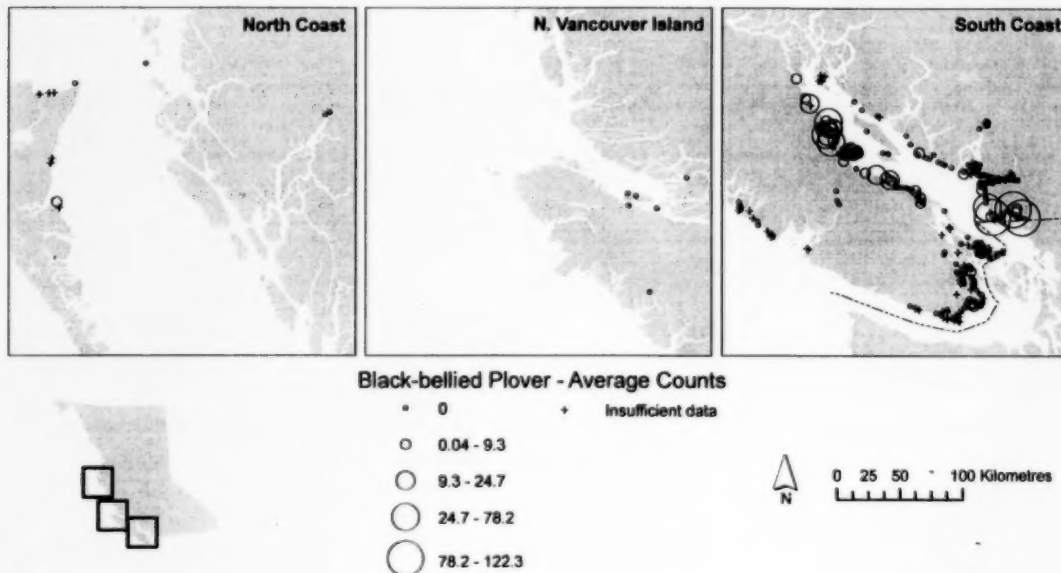 North Coast
N. Vancouver Island
South Coast
Black-bellied Plover - Average Counts
0
Insufficient data
0.04 - 9.3
9.3 - 24.7
24.7 - 78.2
78.2 - 122.3
N
0 25 50 100 Kilometres